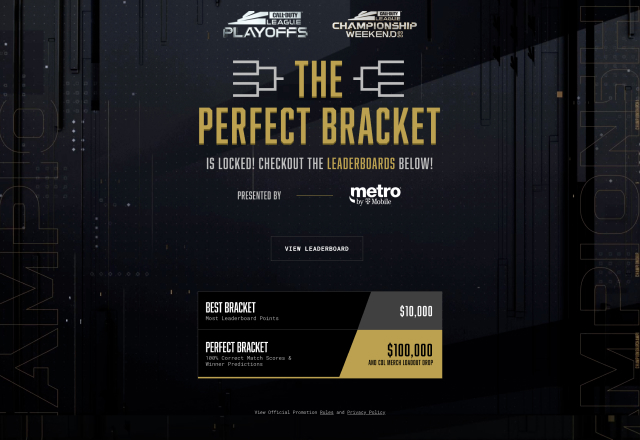 CALL OF DUTY LEAGUE
PLAYOFFS
CALL OF DUTY LEAGUE
CHAMPIONSHIP
WEEKEND
THE
PERFECT BRACKET
IS LOCKED! CHECKOUT THE LEADERBOARDS BELOW!
PRESENTED BY
metro
by T Mobile
VIEW LEADERBOARD
BEST BRACKET
Most Leaderboard Points
$10,000
PERFECT BRACKET
100% Correct Match Scores &
Winner Predictions
$100,000
AND CDL MERCH LOADOUT DROP
View Official Promotion Rules and Privacy Policy